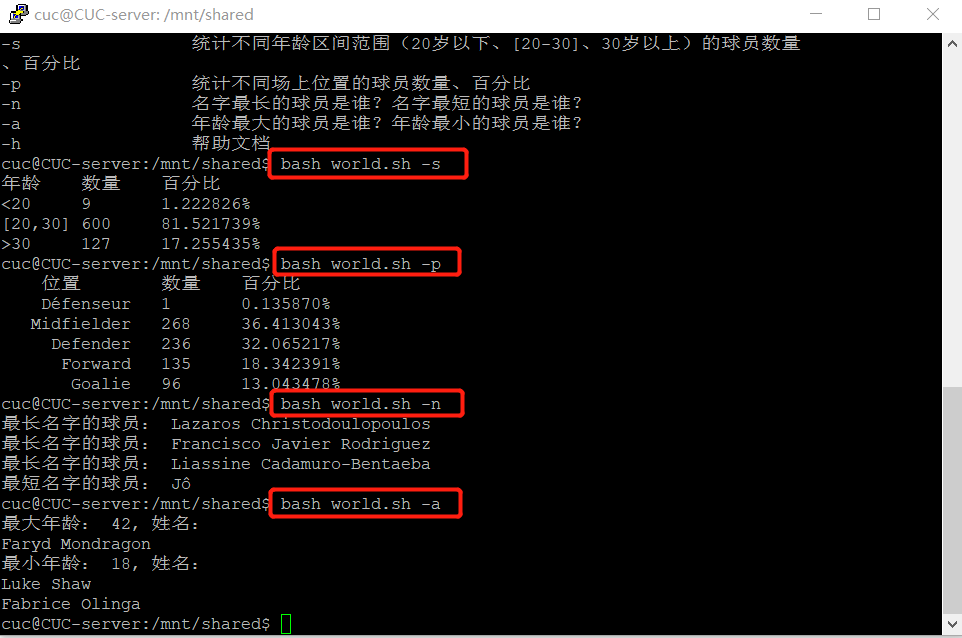 cuc@CUC-server: /mnt/shared
-s 统计不同年龄区间范围（20岁以下、[20-30]、30岁以上）的球员数量
、百分比
-p 统计不同场上位置的球员数量、百分比
-n 名字最长的球员是谁？名字最短的球员是谁？
-a 年龄最大的球员是谁？年龄最小的球员是谁？
-h 帮助文档
cuc@CUC-server:/mnt/shared$ bash world.sh -s
年龄 数量 百分比
<20 9 1.222826%
[20,30] 600 81.521739%
>30 127 17.255435%
cuc@CUC-server:/mnt/shared$ bash world.sh -p
位置 数量 百分比
Défenseur 1 0.135870%
Midfielder 268 36.413043%
Defender 236 32.065217%
Forward 135 18.342391%
Goalie 96 13.043478%
cuc@CUC-server:/mnt/shared$ bash world.sh -n
最长名字的球员： Lazaros Christodoulopoulos
最长名字的球员： Francisco Javier Rodriguez
最长名字的球员： Liassine Cadamuro-Bentaeba
最短名字的球员： Jô
cuc@CUC-server:/mnt/shared$ bash world.sh -a
最大年龄： 42, 姓名：
Faryd Mondragon
最小年龄： 18, 姓名：
Luke Shaw
Fabrice Olinga
cuc@CUC-server:/mnt/shared$